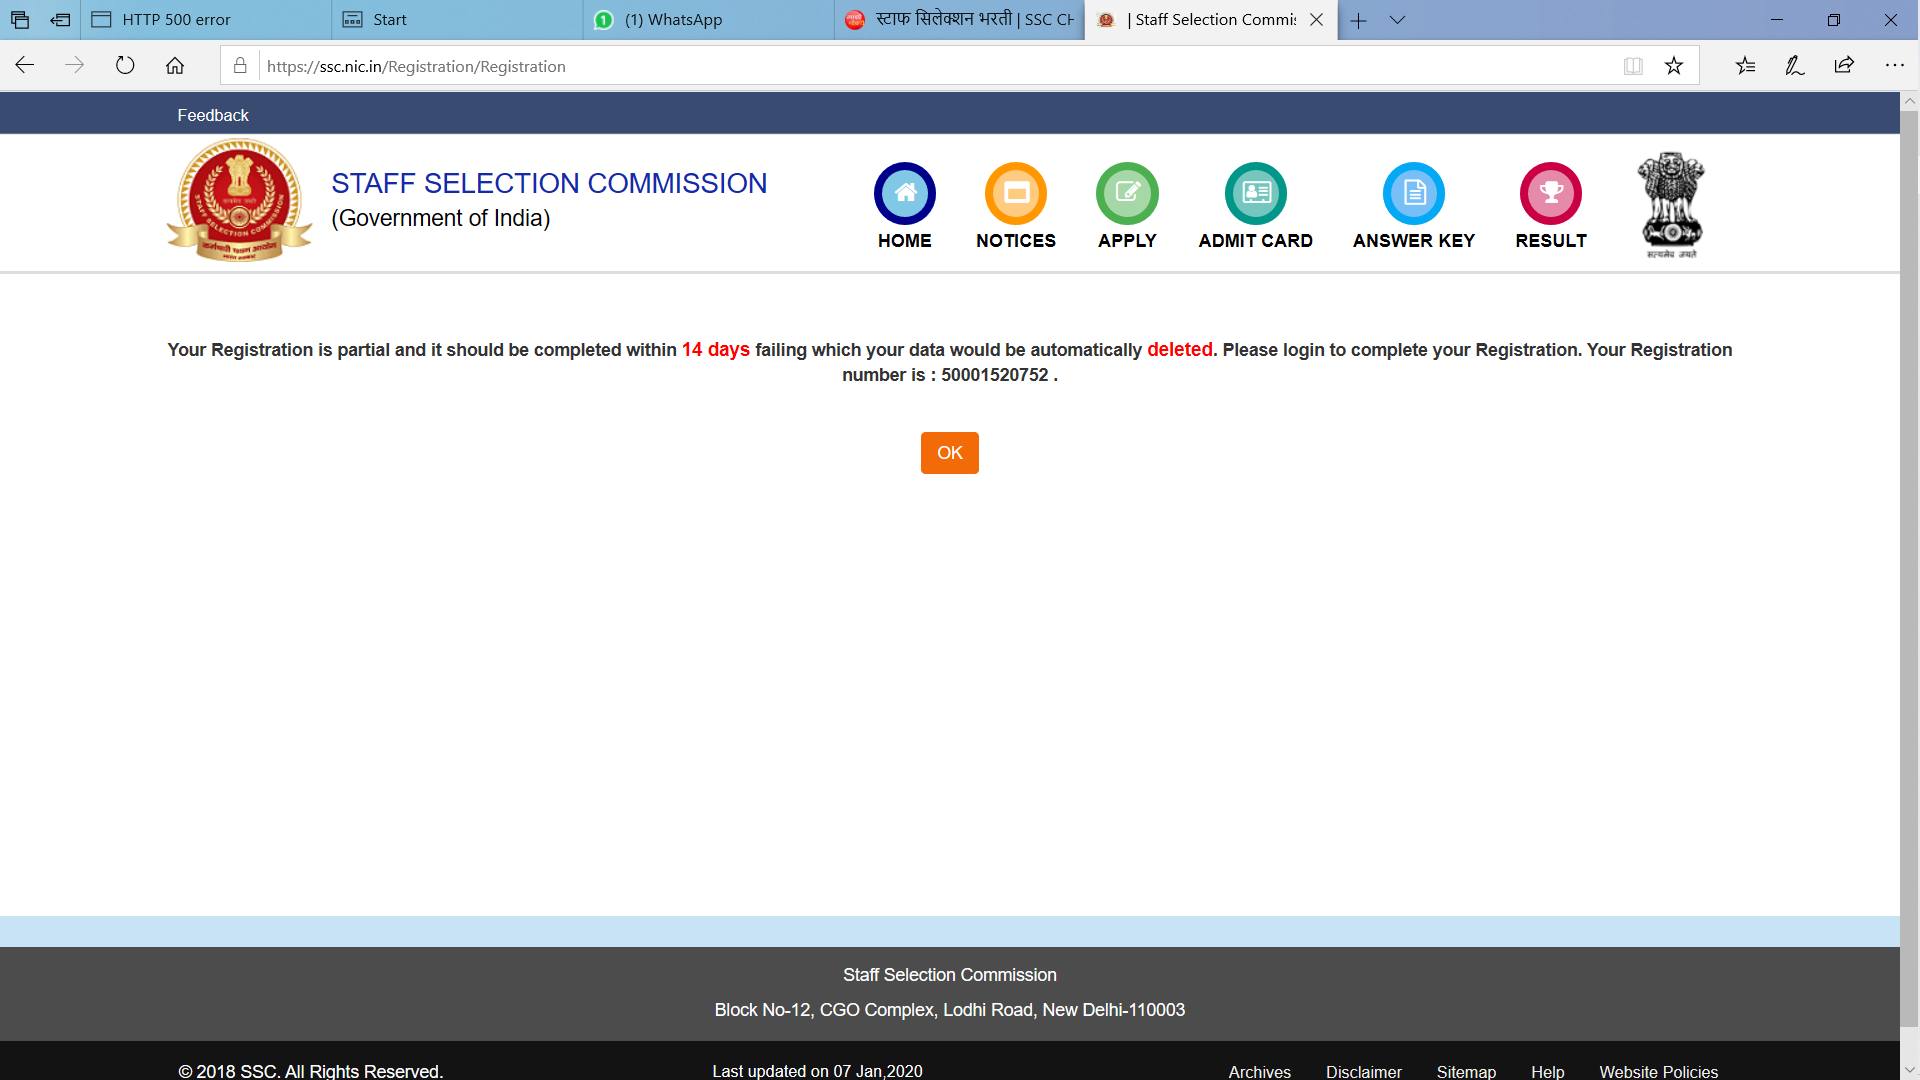 HTTP 500 error
Start
(1) WhatsApp
स्टाफ सिलेक्शन भरती | SSC CH
| Staff Selection Commis
https://ssc.nic.in/Registration/Registration
Feedback
STAFF SELECTION COMMISSION
(Government of India)
HOME
NOTICES
APPLY
ADMIT CARD
ANSWER KEY
RESULT
सत्यमेव जयते
Your Registration is partial and it should be completed within 14 days failing which your data would be automatically deleted. Please login to complete your Registration. Your Registration
number is : 50001520752 .
OK
Staff Selection Commission
Block No-12, CGO Complex, Lodhi Road, New Delhi-110003
© 2018 SSC. All Rights Reserved.
Last updated on 07 Jan,2020
Archives
Disclaimer
Sitemap
Help
Website Policies